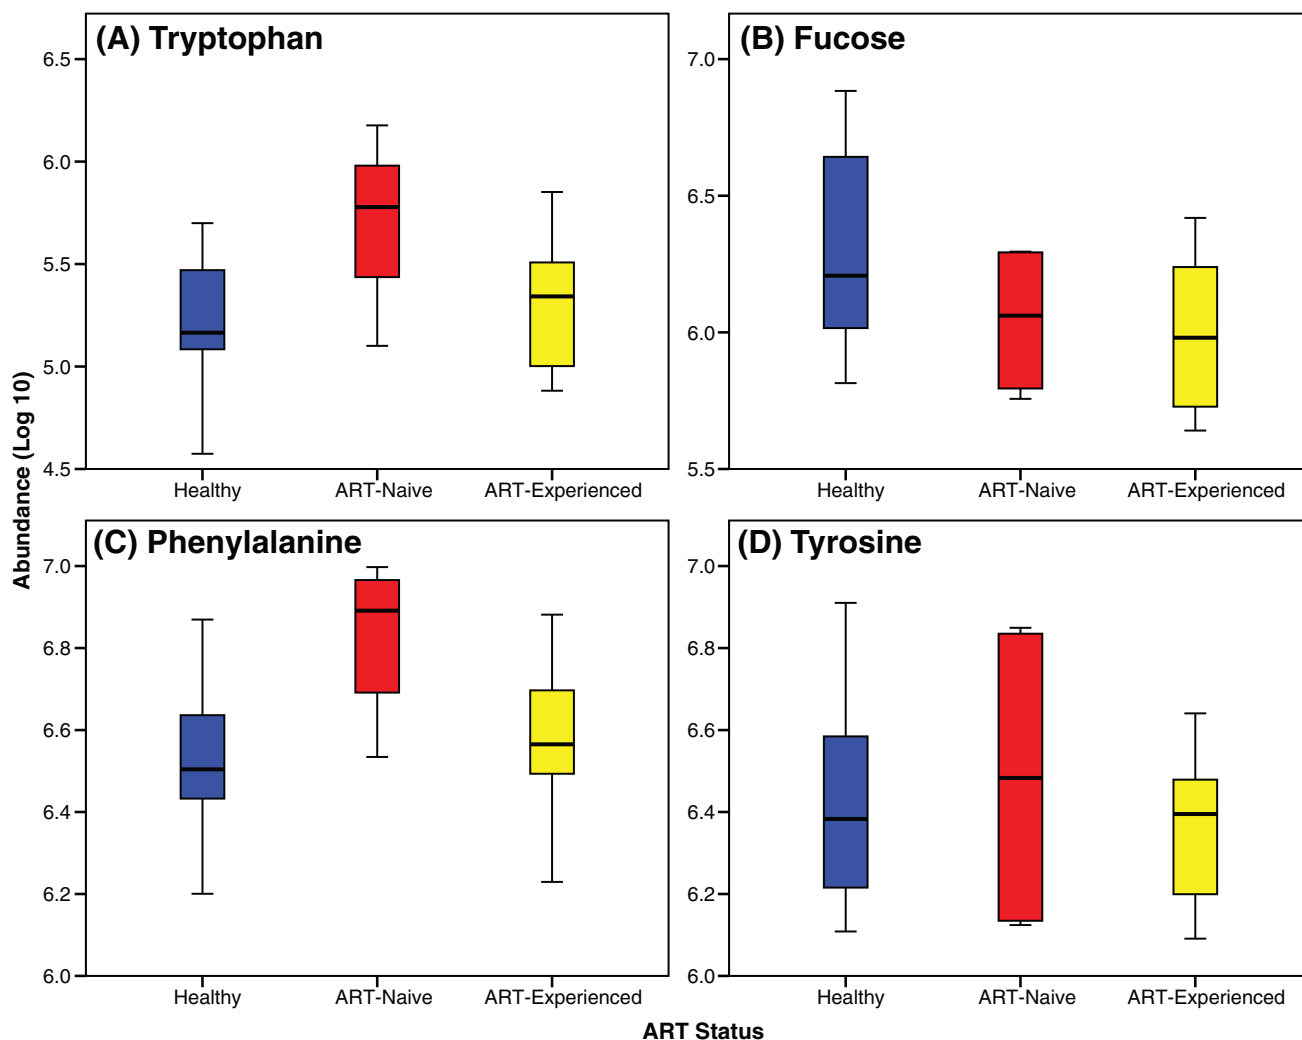 (A) Tryptophan
6.5
6.0
5.5
5.0
4.5
Healthy ART-Naive ART-Experienced
(B) Fucose
7.0
6.5
6.0
5.5
Healthy ART-Naive ART-Experienced
Abundance (Log 10)
(C) Phenylalanine
7.0
6.8
6.6
6.4
6.2
6.0
Healthy ART-Naive ART-Experienced
(D) Tyrosine
7.0
6.8
6.6
6.4
6.2
6.0
Healthy ART-Naive ART-Experienced
ART Status